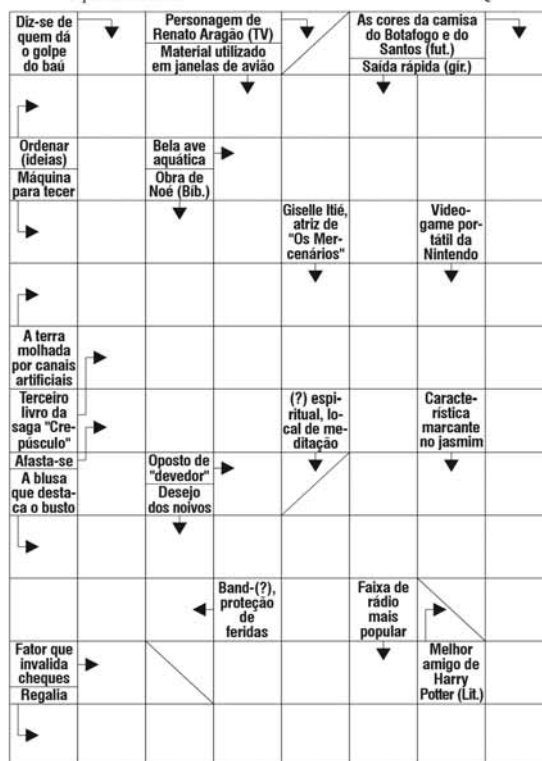 Diz-se de
quem dá
o golpe
do baú
Personagem de
Renato Aragão (TV)
Material utilizado
em janelas de avião
As cores da camisa
do Botafogo e do
Santos (fut.)
Saída rápida (gír.)
Ordenar
(ideias)
Máquina
para tecer
Bela ave
aquática
Obra de
Noé (Bíb.)
Giselle Itié,
atriz de
"Os Mer-
cenários"
Video-
game por-
tátil da
Nintendo
A terra
molhada
por canais
artificiais
Terceiro
livro da
saga "Cre-
púsculo"
(?) espi-
ritual, lo-
cal de me-
ditação
Caracte-
rística
marcante
no jasmim
Afasta-se
A blusa
que desta-
ca o busto
Oposto de
"devedor"
Desejo
dos noivos
Band-(?),
proteção
de
feridas
Faixa de
rádio
mais
popular
Fator que
invalida
cheques
Regalia
Melhor
amigo de
Harry
Potter (Lit.)